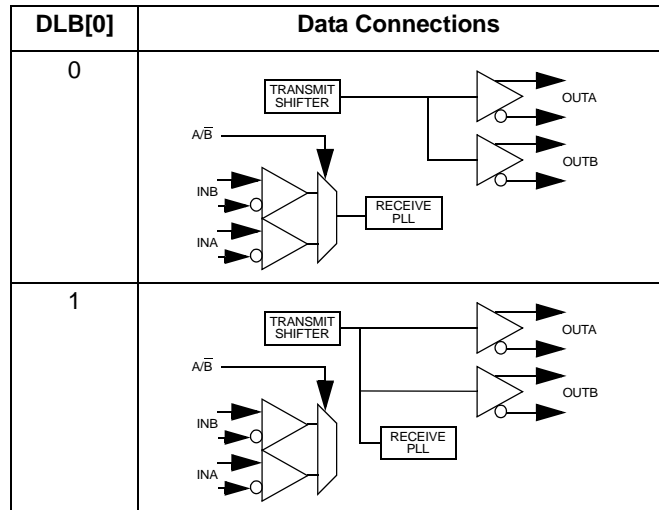 DLB[0] Data Connections
0
TRANSMIT
SHIFTER
OUTA
A/B̅
OUTB
INB
RECEIVE
PLL
INA
1
TRANSMIT
SHIFTER
OUTA
A/B̅
OUTB
INB
RECEIVE
PLL
INA